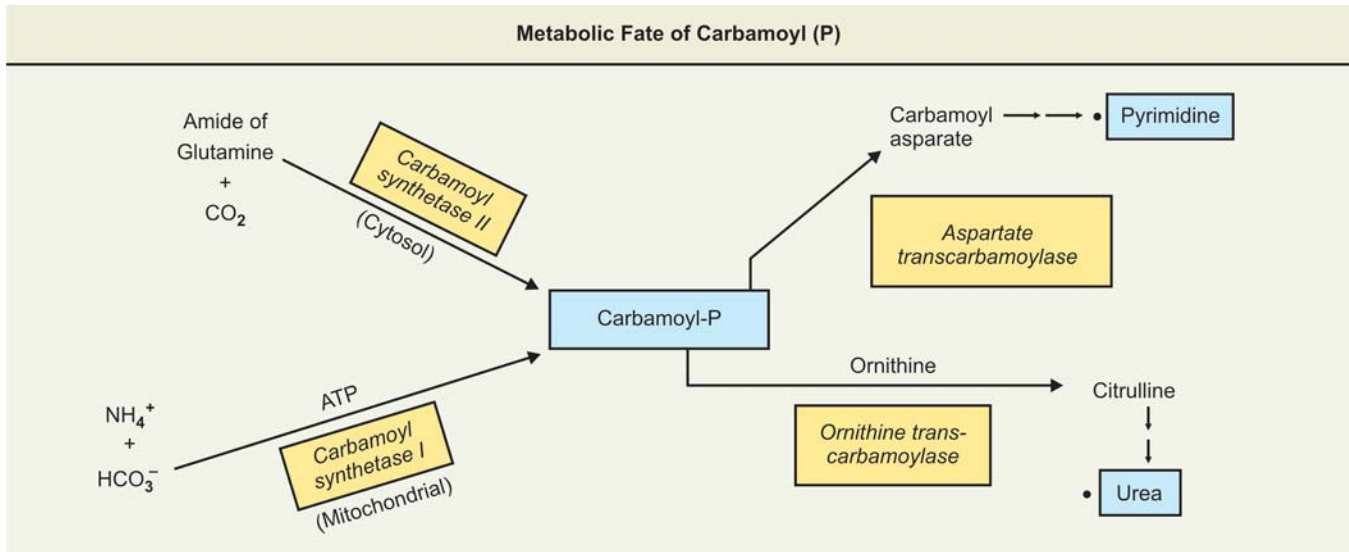 Metabolic Fate of Carbamoyl (P)
Amide of
Glutamine
+
CO₂
Carbamoyl
synthetase II
(Cytosol)
Carbamoyl
asparate
• Pyrimidine
Aspartate
transcarbamoylase
Carbamoyl-P
NH₄⁺
+
HCO₃⁻
ATP
Carbamoyl
synthetase I
(Mitochondrial)
Ornithine
Citrulline
Ornithine trans-
carbamoylase
• Urea